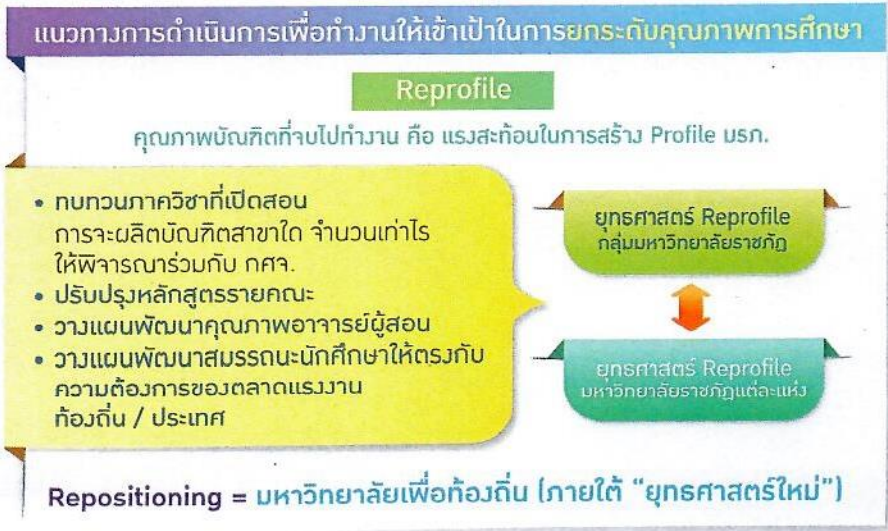 แนวทางการดำเนินการเพื่อทำงานให้เข้าเป้าในการยกระดับคุณภาพการศึกษา
Reprofile
คุณภาพบัณฑิตที่จบไปทำงาน คือ แรงสะท้อนในการสร้าง Profile มรภ.
• ทบทวนภาควิชาที่เปิดสอน
การจะผลิตบัณฑิตสาขาใด จำนวนเท่าไร
ให้พิจารณาร่วมกับ กศจ.
• ปรับปรุงหลักสูตรรายคณะ
• วางแผนพัฒนาคุณภาพอาจารย์ผู้สอน
• วางแผนพัฒนาสมรรถนะนักศึกษาให้ตรงกับ
ความต้องการของตลาดแรงงาน
ท้องถิ่น / ประเทศ
ยุทธศาสตร์ Reprofile
กลุ่มมหาวิทยาลัยราชภัฏ
ยุทธศาสตร์ Reprofile
มหาวิทยาลัยราชภัฏแต่ละแห่ง
Repositioning = มหาวิทยาลัยเพื่อท้องถิ่น (ภายใต้ “ยุทธศาสตร์ใหม่”)